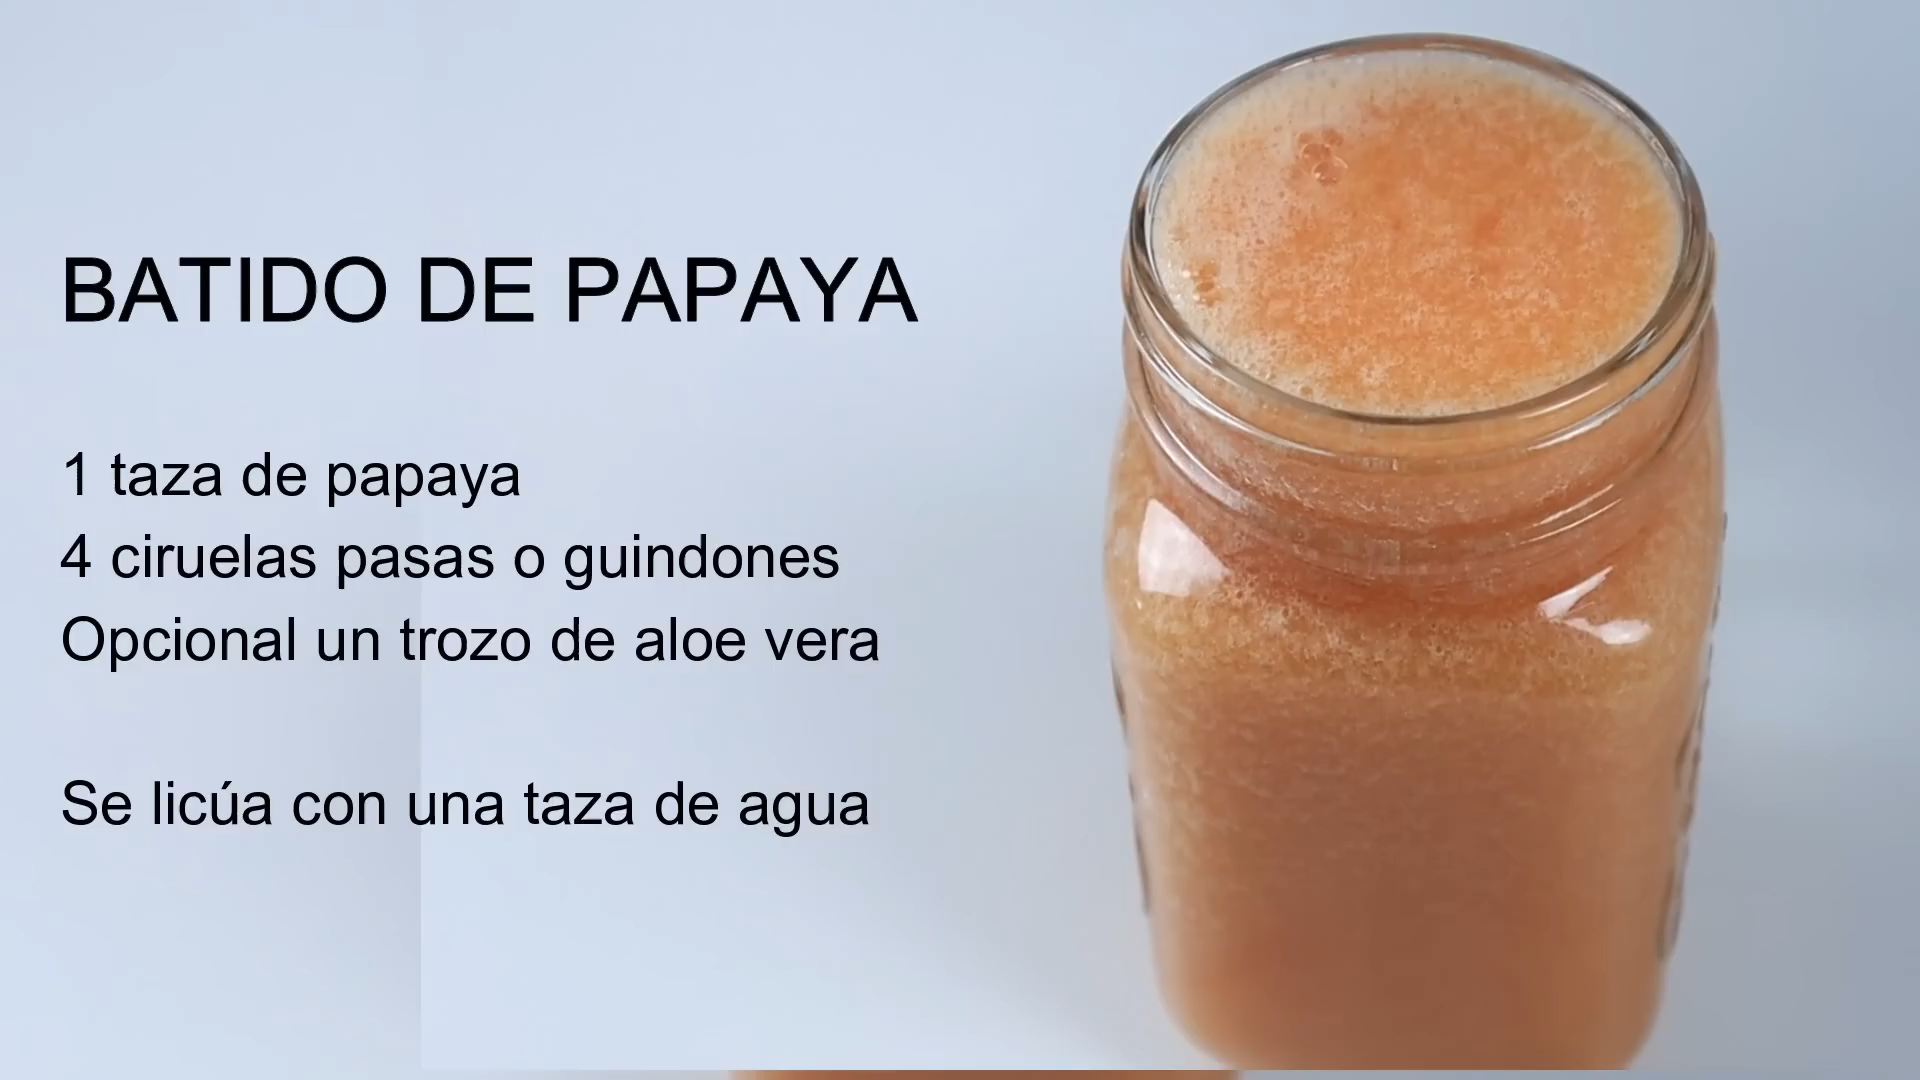 BATIDO DE PAPAYA
1 taza de papaya
4 ciruelas pasas o guindones
Opcional un trozo de aloe vera
Se licúa con una taza de agua